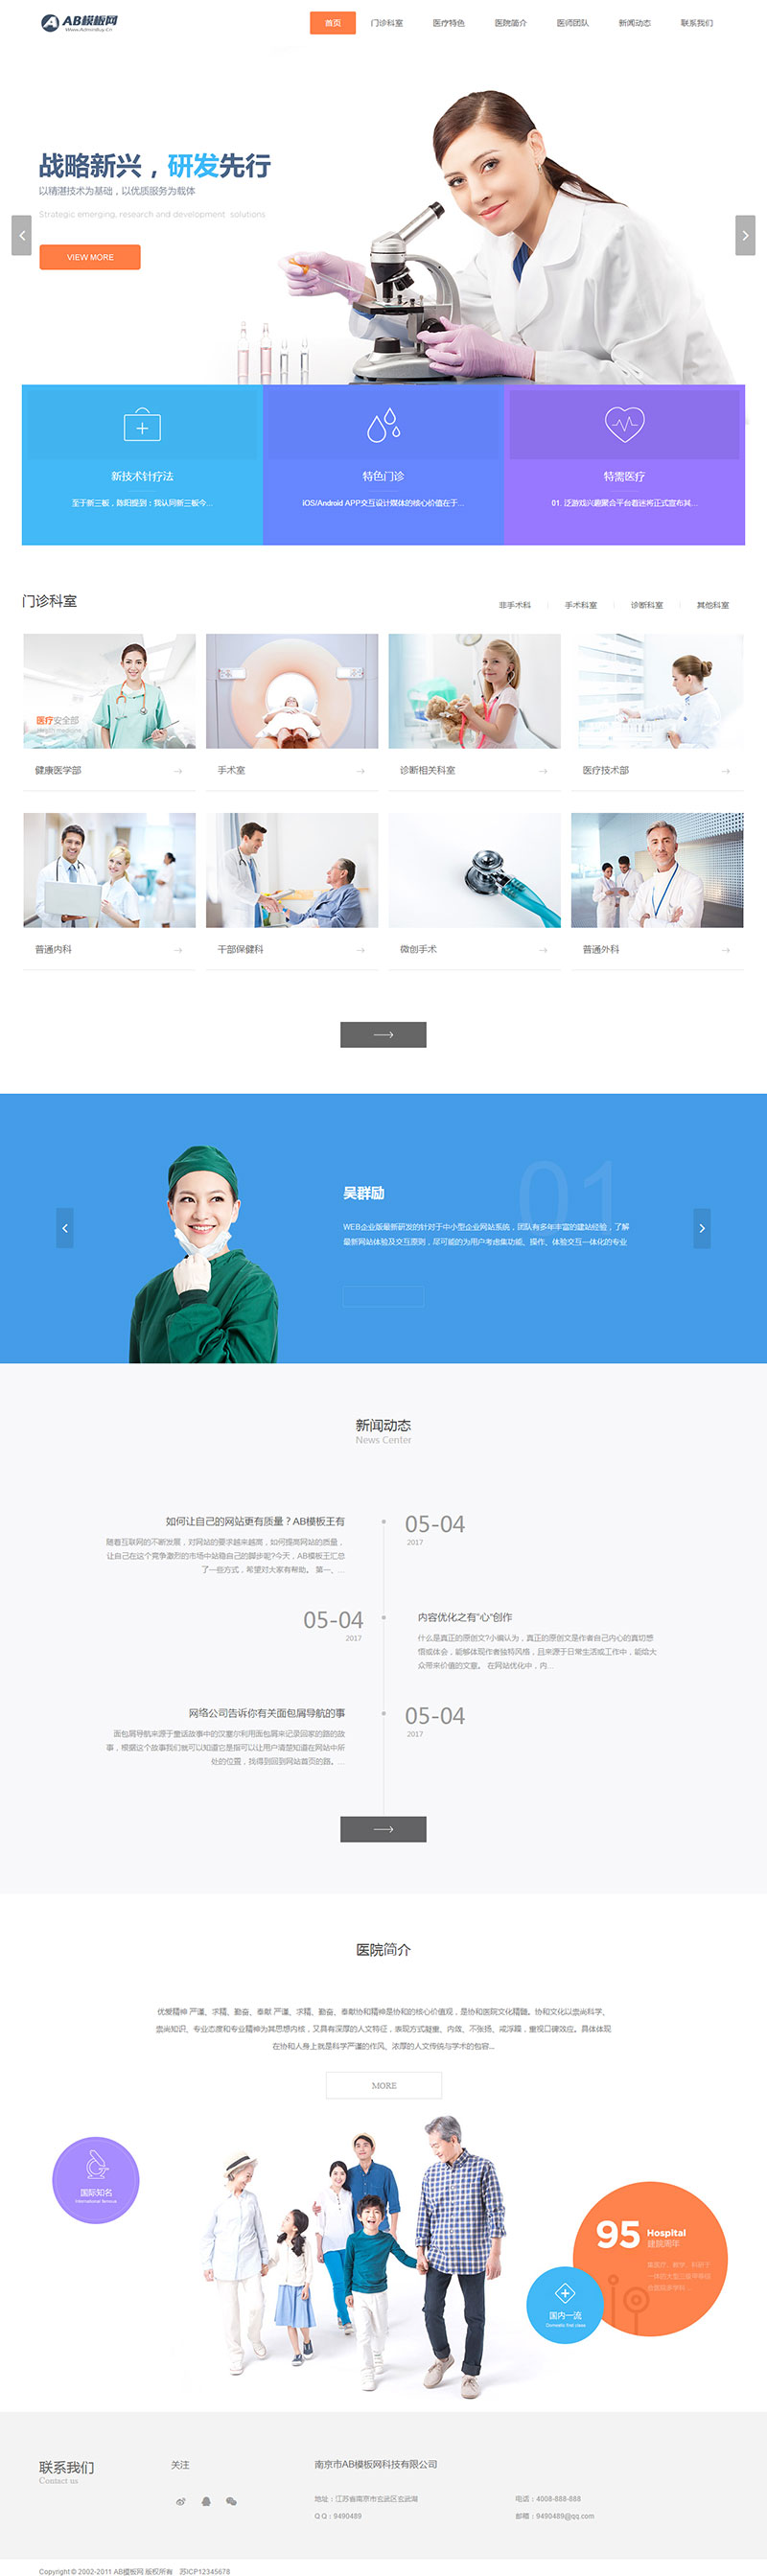 AB模板网
Www.AdminBuy.Cn
首页
门诊科室
医疗特色
医院简介
医师团队
新闻动态
联系我们
战略新兴，研发先行
以精湛技术为基础，以优质服务为载体
Strategic emerging, research and development solutions
VIEW MORE
新技术针疗法
至于新三板，陈阳提到：我认同新三板今...
特色门诊
iOS/Android APP交互设计媒体的核心价值在于...
特需医疗
01. 泛游戏兴趣聚合平台着迷将正式宣布其...
门诊科室
非手术科
手术科室
诊断科室
其他科室
医疗安全部
健康医学部
手术室
诊断相关科室
医疗技术部
普通内科
干部保健科
微创手术
普通外科
01
吴群励
WEB企业版最新研发的针对于中小型企业网站系统，团队有多年丰富的建站经验，了解
最新网站体验及交互原则，尽可能的为用户考虑集功能、操作、体验交互一体化的专业
新闻动态
News Center
如何让自己的网站更有质量？AB模板王有
随着互联网的不断发展，对网站的要求越来越高，如何提高网站的质量，
让自己在这个竞争激烈的市场中站稳自己的脚步呢?今天，AB模板王汇总
了一些方式，希望对大家有帮助。 第一、...
05-04
2017
05-04
2017
内容优化之有“心”创作
什么是真正的原创文?小编认为，真正的原创文是作者自己内心的真切感
悟或体会，能够体现作者独特风格，且来源于日常生活或工作中，能给大
众带来价值的文章。 在网站优化中，内...
网络公司告诉你有关面包屑导航的事
面包屑导航来源于童话故事中的汉塞尔利用面包屑来记录回家的路的故
事，根据这个故事我们就可以知道它是指可以让用户清楚知道在网站中所
处的位置，找得到回到网站首页的路。...
05-04
2017
医院简介
优爱精神 严谨、求精、勤奋、奉献 严谨、求精、勤奋、奉献协和精神是协和的核心价值观，是协和医院文化精髓。协和文化以崇尚科学、
崇尚知识、专业态度和专业精神为其思想内核，又具有深厚的人文特征，表现方式凝重、内敛、不张扬、戒浮躁，重视口碑效应。具体体现
在协和人身上就是科学严谨的作风、浓厚的人文传统与学术的包容...
MORE
国际知名
International famous
95
Hospital
建院周年
国内一流
Domestic first class
联系我们
Contact us
关注
南京市AB模板网科技有限公司
地址：江苏省南京市玄武区玄武湖
电话：4008-888-888
Q Q：9490489
邮箱：9490489@qq.com
Copyright © 2002-2011 AB模板网 版权所有 苏ICP12345678